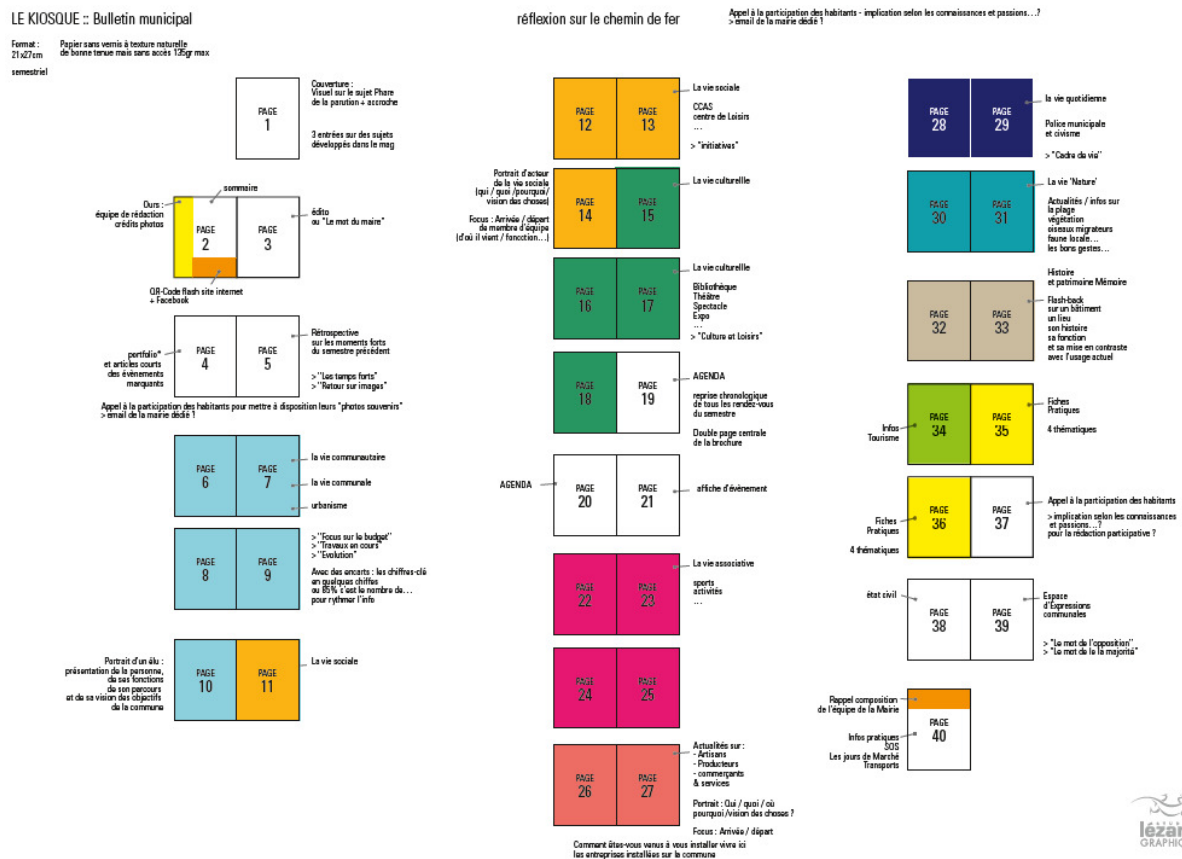 LE KIOSQUE :: Bulletin municipal
réflexion sur le chemin de fer
Appel à la participation des habitants - implication selon les connaissances et passions...?
> email de la mairie dédié !
Format :
21x27cm
semestriel
Papier sans vernis à texture naturelle
de bonne tenue mais sans accès 135gr max
PAGE
1
Couverture :
Visuel sur le sujet Phare
de la parution + accroche
3 entrées sur des sujets
développés dans le mag
sommaire
Ours :
équipe de rédaction
crédits photos
PAGE
2
PAGE
3
édito
ou "Le mot du maire"
QR-Code flash site internet
+ Facebook
portfolio*
et articles courts
des évènements
marquants
PAGE
4
PAGE
5
Rétrospective
sur les moments forts
du semestre précédent
> "Les temps forts"
> "Retour sur images"
Appel à la participation des habitants pour mettre à disposition leurs "photos souvenirs"
> email de la mairie dédié !
PAGE
6
PAGE
7
la vie communautaire
la vie communale
urbanisme
PAGE
8
PAGE
9
> "Focus sur le budget"
> "Travaux en cours"
> "Evolution"
Avec des encarts : les chiffres-clé
en quelques chiffes
ou 85% c'est le nombre de...
pour rythmer l'info
Portrait d'un élu :
présentation de la personne,
de ses fonctions
de son parcours
et de sa vision des objectifs
de la commune
PAGE
10
PAGE
11
La vie sociale
PAGE
12
PAGE
13
La vie sociale
CCAS
centre de Loisirs
...
> "initiatives"
Portrait d'acteur
de la vie sociale
(qui / quoi /pourquoi/
vision des choses)
Focus : Arrivée / départ
de membre d'équipe
(d'où il vient / foncction...)
PAGE
14
PAGE
15
La vie culturellle
PAGE
16
PAGE
17
La vie culturellle
Bibliothèque
Théâtre
Spectacle
Expo
...
> "Culture et Loisirs"
PAGE
18
PAGE
19
AGENDA
reprise chronologique
de tous les rendez-vous
du semestre
Double page centrale
de la brochure
AGENDA
PAGE
20
PAGE
21
affiche d'évènement
PAGE
22
PAGE
23
La vie associative
sports
activités
...
PAGE
24
PAGE
25
PAGE
26
PAGE
27
Actualités sur :
- Artisans
- Producteurs
- commerçants
& services
Portrait : Qui / quoi / où
pourquoi /vision des choses ?
Focus : Arrivée / départ
Comment êtes-vous venus à vous installer vivre ici
les entreprises installées sur la commune
PAGE
28
PAGE
29
la vie quotidienne
Police municipale
et civisme
> "Cadre de vie"
PAGE
30
PAGE
31
La vie 'Nature'
Actualités / infos sur
la plage
végétation
oiseaux migrateurs
faune locale...
les bons gestes...
PAGE
32
PAGE
33
Histoire
et patrimoine Mémoire
Flash-back
sur un bâtiment
un lieu
son histoire
sa fonction
et sa mise en contraste
avec l'usage actuel
Infos
Tourisme
PAGE
34
PAGE
35
Fiches
Pratiques
4 thématiques
Fiches
Pratiques
4 thématiques
PAGE
36
PAGE
37
Appel à la participation des habitants
> implication selon les connaissances
et passions...?
pour la rédaction participative ?
état civil
PAGE
38
PAGE
39
Espace
d'Expressions
communales
> "Le mot de l'opposition"
> "Le mot de le la majorité"
Rappel composition
de l'équipe de la Mairie
Infos pratiques
SOS
Les jours de Marché
Transports
PAGE
40
lézar
GRAPHIC